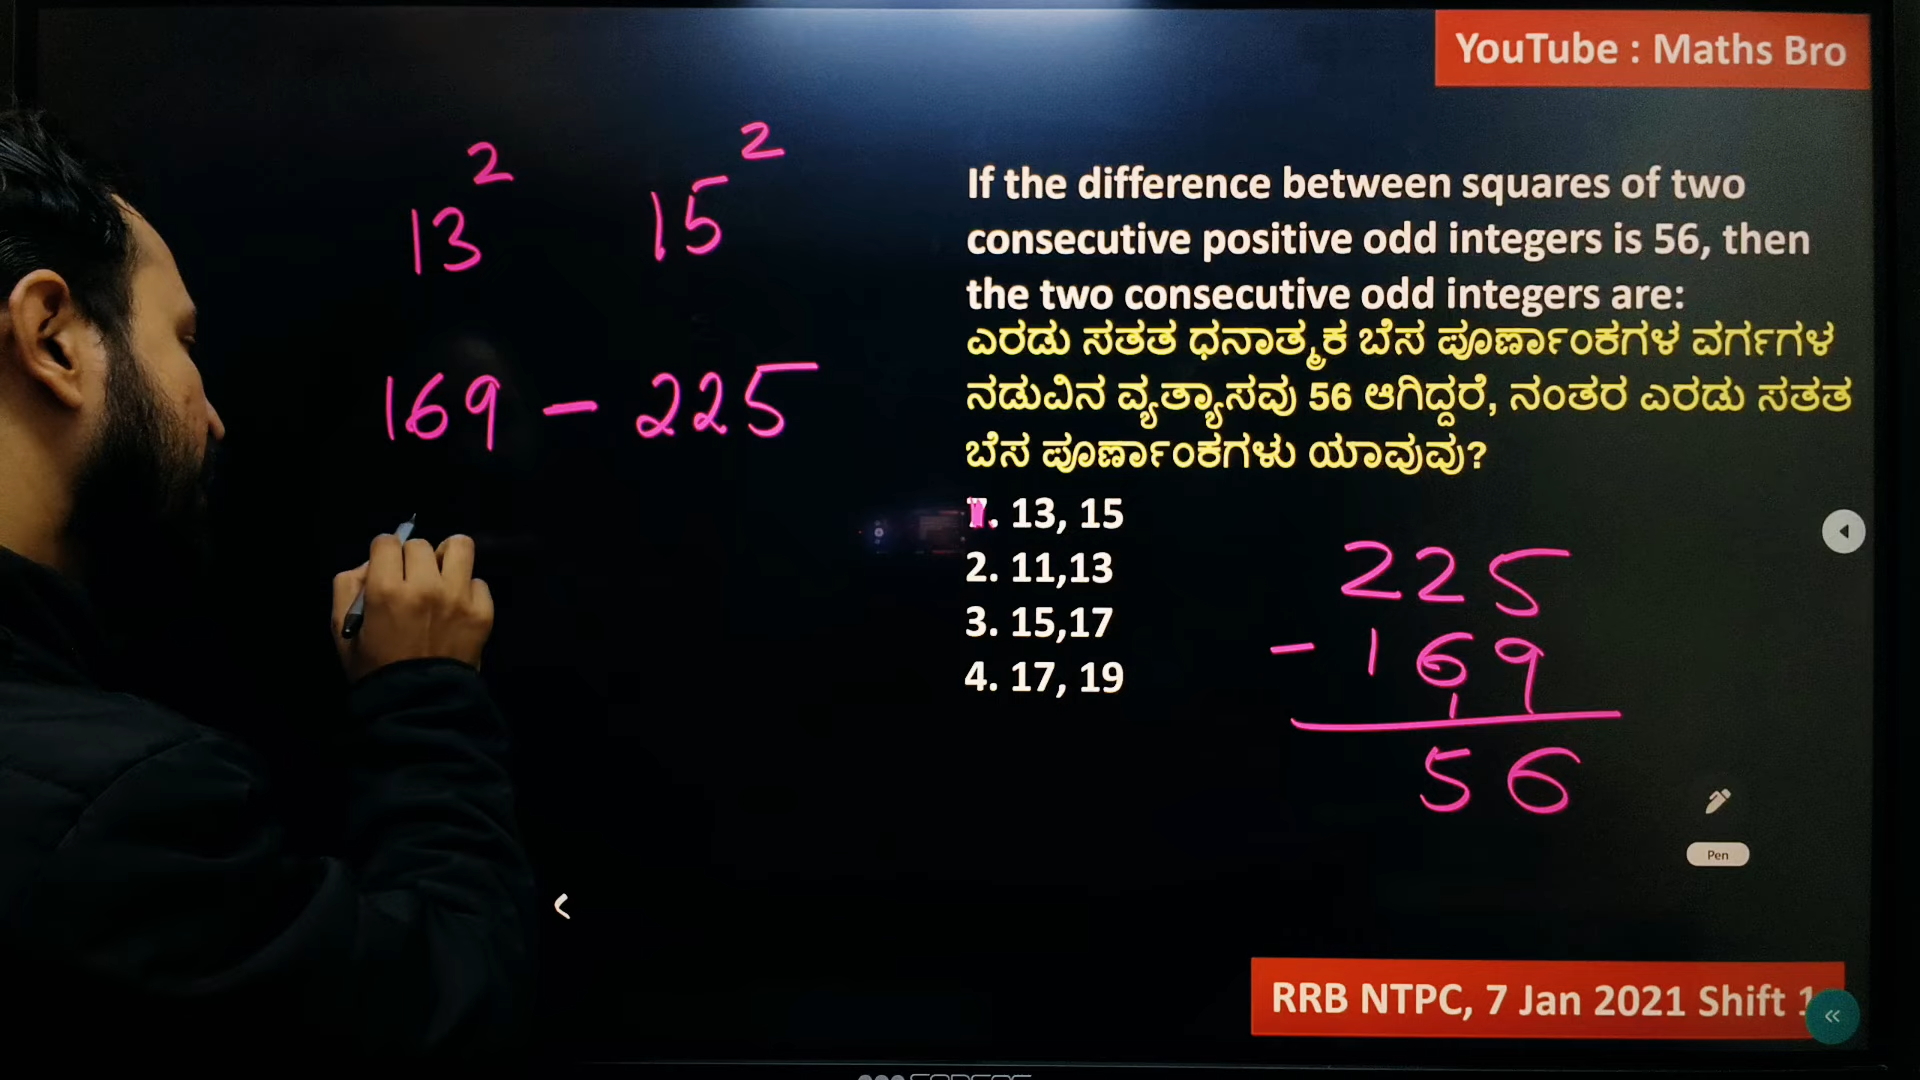 YouTube : Maths Bro
13² 15²
169 – 225
If the difference between squares of two
consecutive positive odd integers is 56, then
the two consecutive odd integers are:
ಎರಡು ಸತತ ಧನಾತ್ಮಕ ಬೆಸ ಪೂರ್ಣಾಂಕಗಳ ವರ್ಗಗಳ
ನಡುವಿನ ವ್ಯತ್ಯಾಸವು 56 ಆಗಿದ್ದರೆ, ನಂತರ ಎರಡು ಸತತ
ಬೆಸ ಪೂರ್ಣಾಂಕಗಳು ಯಾವುವು?
1. 13, 15
2. 11,13
3. 15,17
4. 17, 19
225
– 169
1
56
Pen
RRB NTPC, 7 Jan 2021 Shift 1